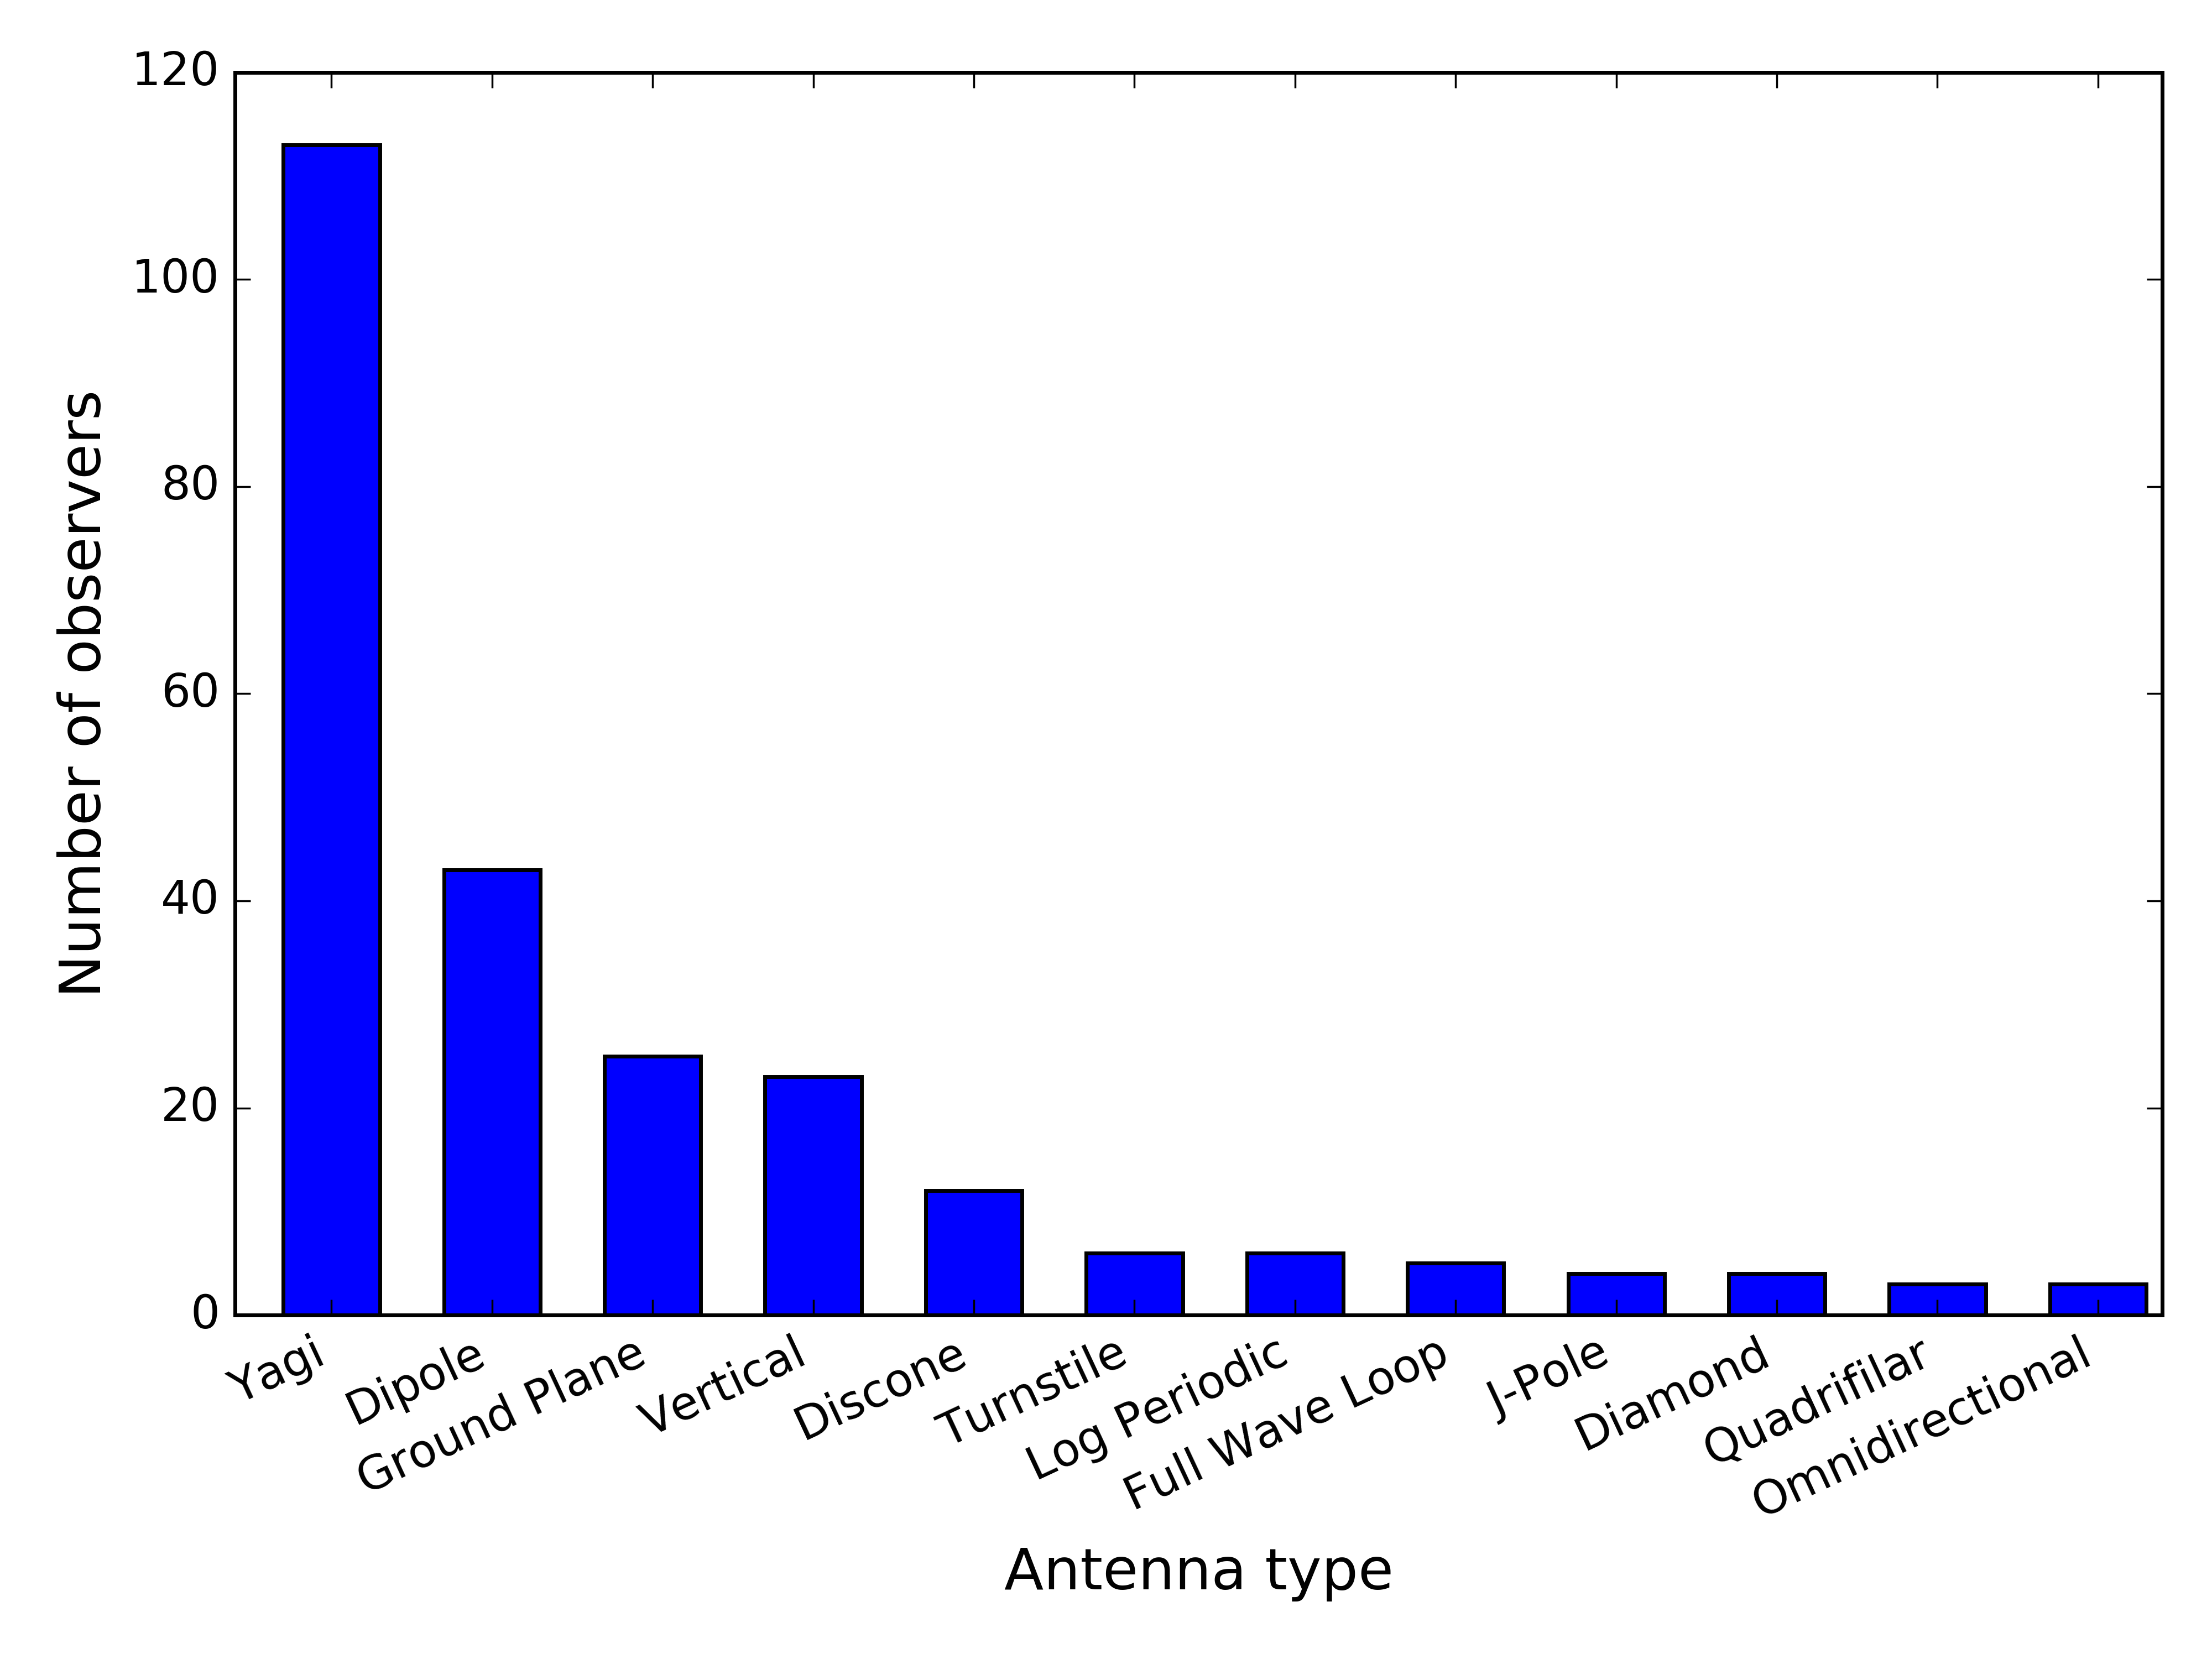 120
100
80
60
40
20
0
Number of observers
Yagi
Dipole
Ground Plane
Vertical
Discone
Turnstile
Log Periodic
Full Wave Loop
J-Pole
Diamond
Quadrifilar
Omnidirectional
Antenna type